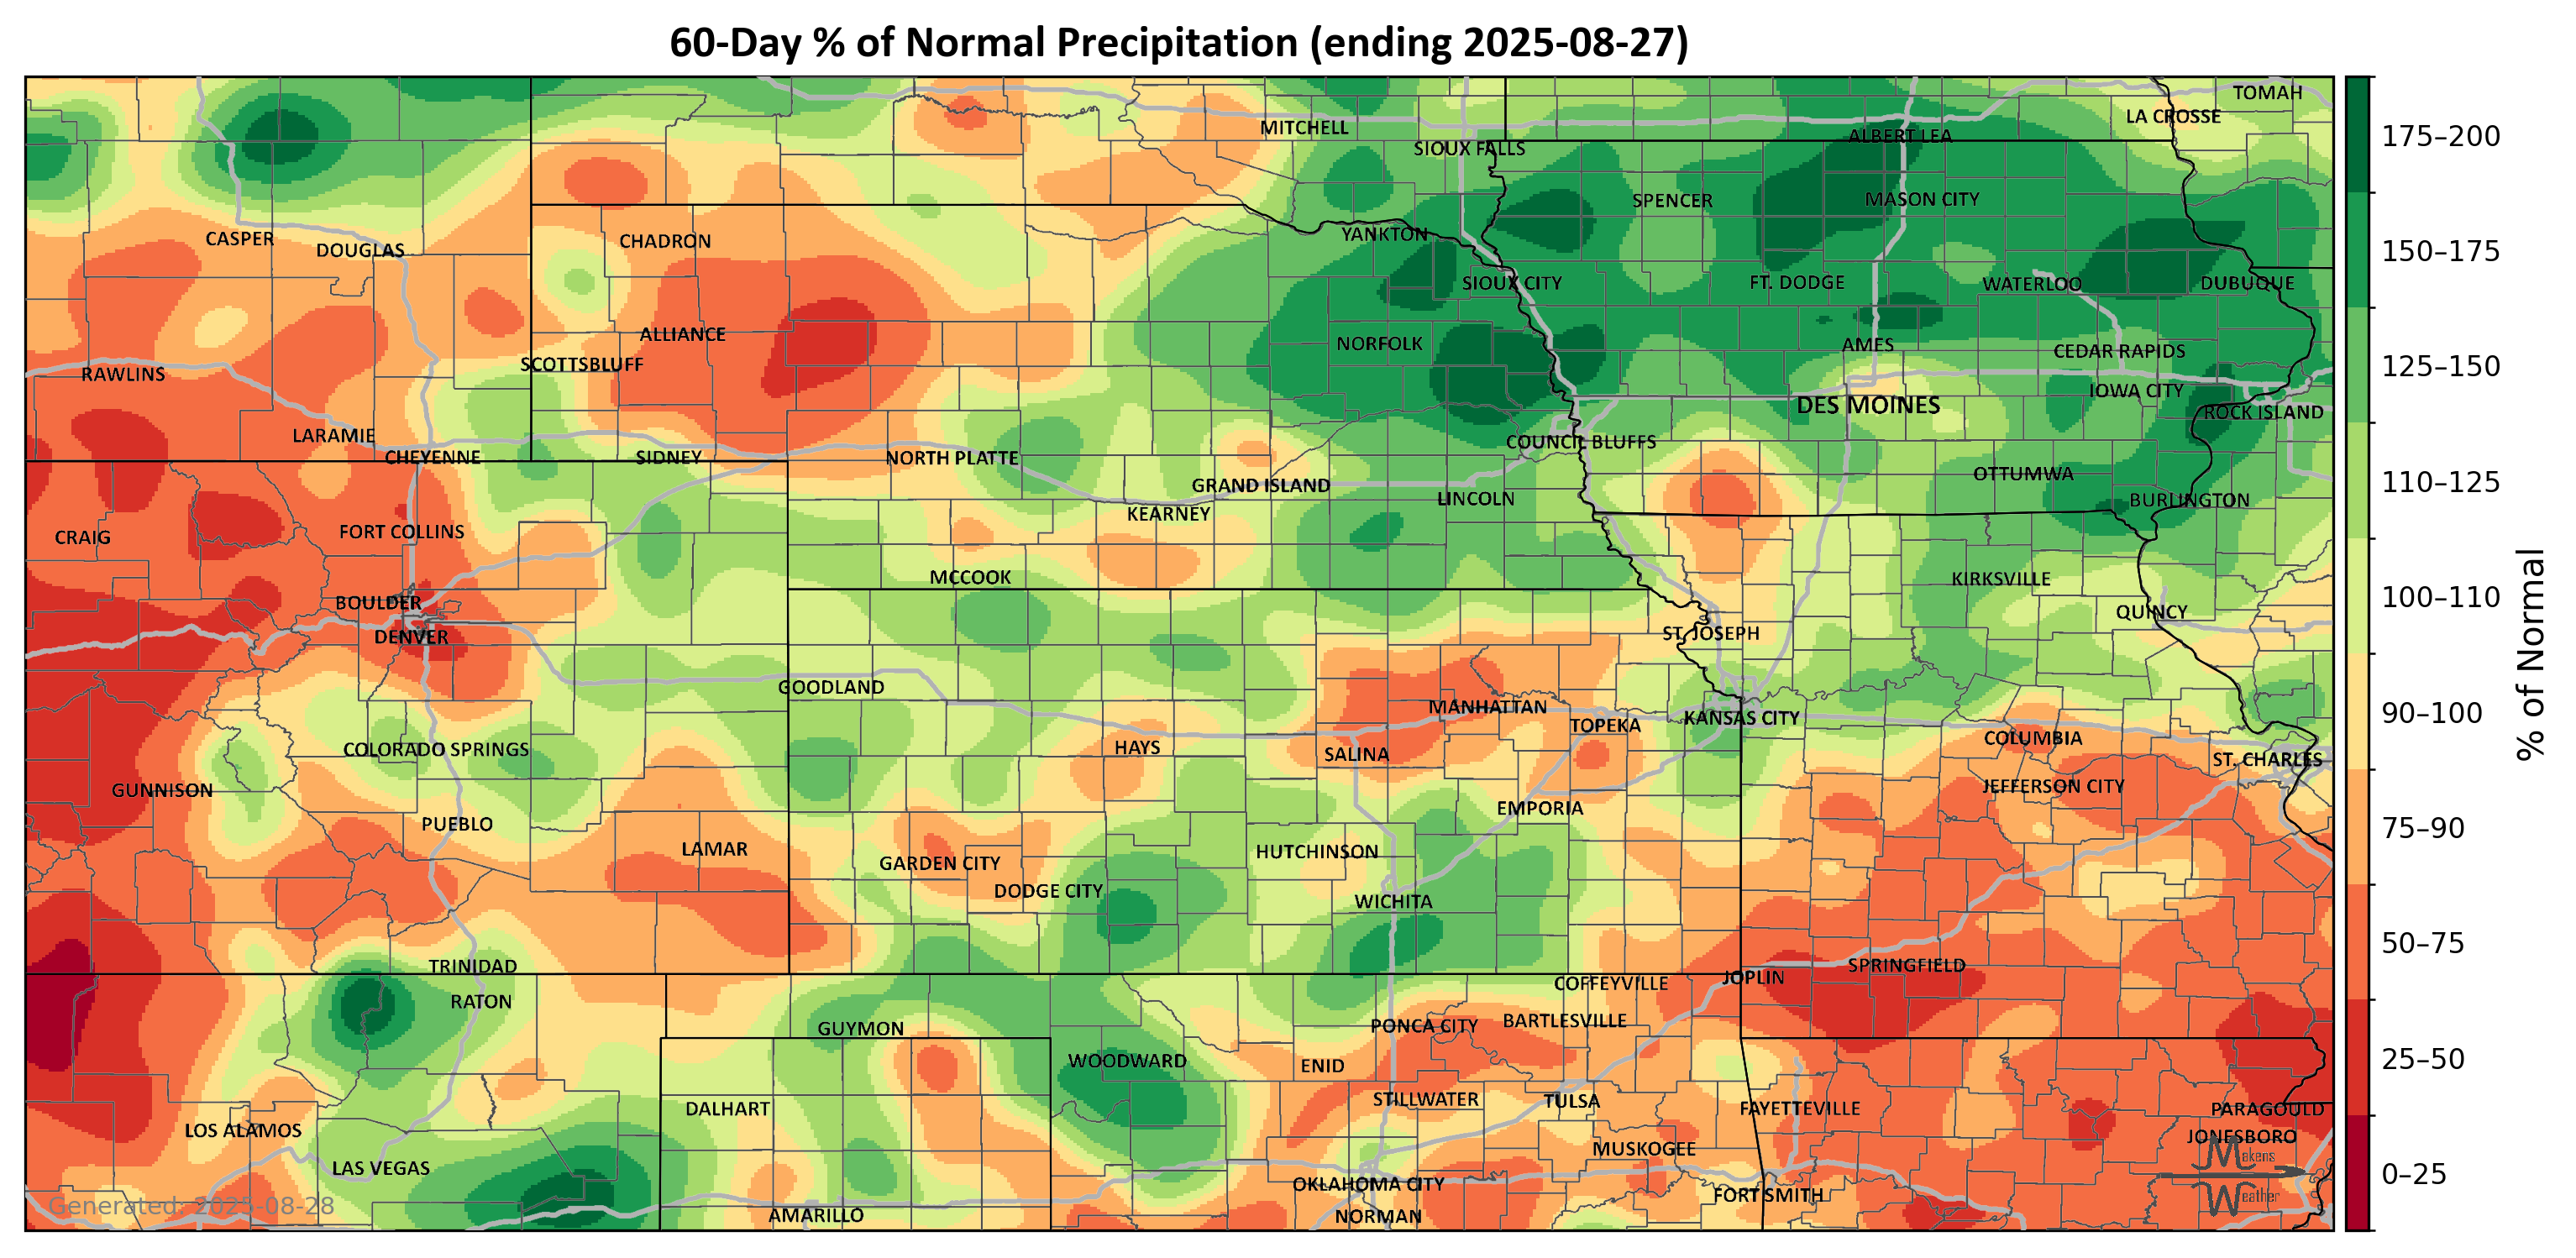 60-Day % of Normal Precipitation (ending 2025-08-27)
TOMAH
LA CROSSE
MITCHELL
ALBERT LEA
SIOUX FALLS
SPENCER
MASON CITY
YANKTON
CASPER
CHADRON
DOUGLAS
SIOUX CITY
FT. DODGE
WATERLOO
DUBUQUE
ALLIANCE
NORFOLK
AMES
CEDAR RAPIDS
SCOTTSBLUFF
RAWLINS
IOWA CITY
DES MOINES
ROCK ISLAND
LARAMIE
COUNCIL BLUFFS
CHEYENNE
SIDNEY
NORTH PLATTE
OTTUMWA
GRAND ISLAND
LINCOLN
BURLINGTON
KEARNEY
FORT COLLINS
CRAIG
MCCOOK
KIRKSVILLE
BOULDER
QUINCY
DENVER
ST. JOSEPH
GOODLAND
MANHATTAN
KANSAS CITY
TOPEKA
COLUMBIA
COLORADO SPRINGS
HAYS
SALINA
ST. CHARLES
GUNNISON
JEFFERSON CITY
EMPORIA
PUEBLO
LAMAR
HUTCHINSON
GARDEN CITY
DODGE CITY
WICHITA
TRINIDAD
SPRINGFIELD
JOPLIN
COFFEYVILLE
RATON
BARTLESVILLE
PONCA CITY
GUYMON
WOODWARD
ENID
STILLWATER
TULSA
DALHART
FAYETTEVILLE
PARAGOULD
LOS ALAMOS
JONESBORO
MUSKOGEE
LAS VEGAS
OKLAHOMA CITY
FORT SMITH
AMARILLO
NORMAN
Generated: 2025-08-28
Makens
Weather
175–200
150–175
125–150
110–125
100–110
90–100
75–90
50–75
25–50
0–25
% of Normal